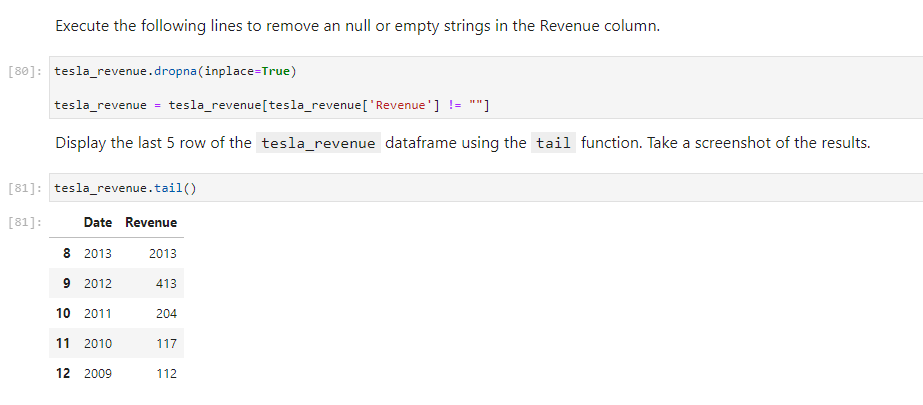 Execute the following lines to remove an null or empty strings in the Revenue column.
[80]: tesla_revenue.dropna(inplace=True)
tesla_revenue = tesla_revenue[tesla_revenue['Revenue'] != ""]
Display the last 5 row of the tesla_revenue dataframe using the tail function. Take a screenshot of the results.
[81]: tesla_revenue.tail()
[81]: Date Revenue
8 2013 2013
9 2012 413
10 2011 204
11 2010 117
12 2009 112